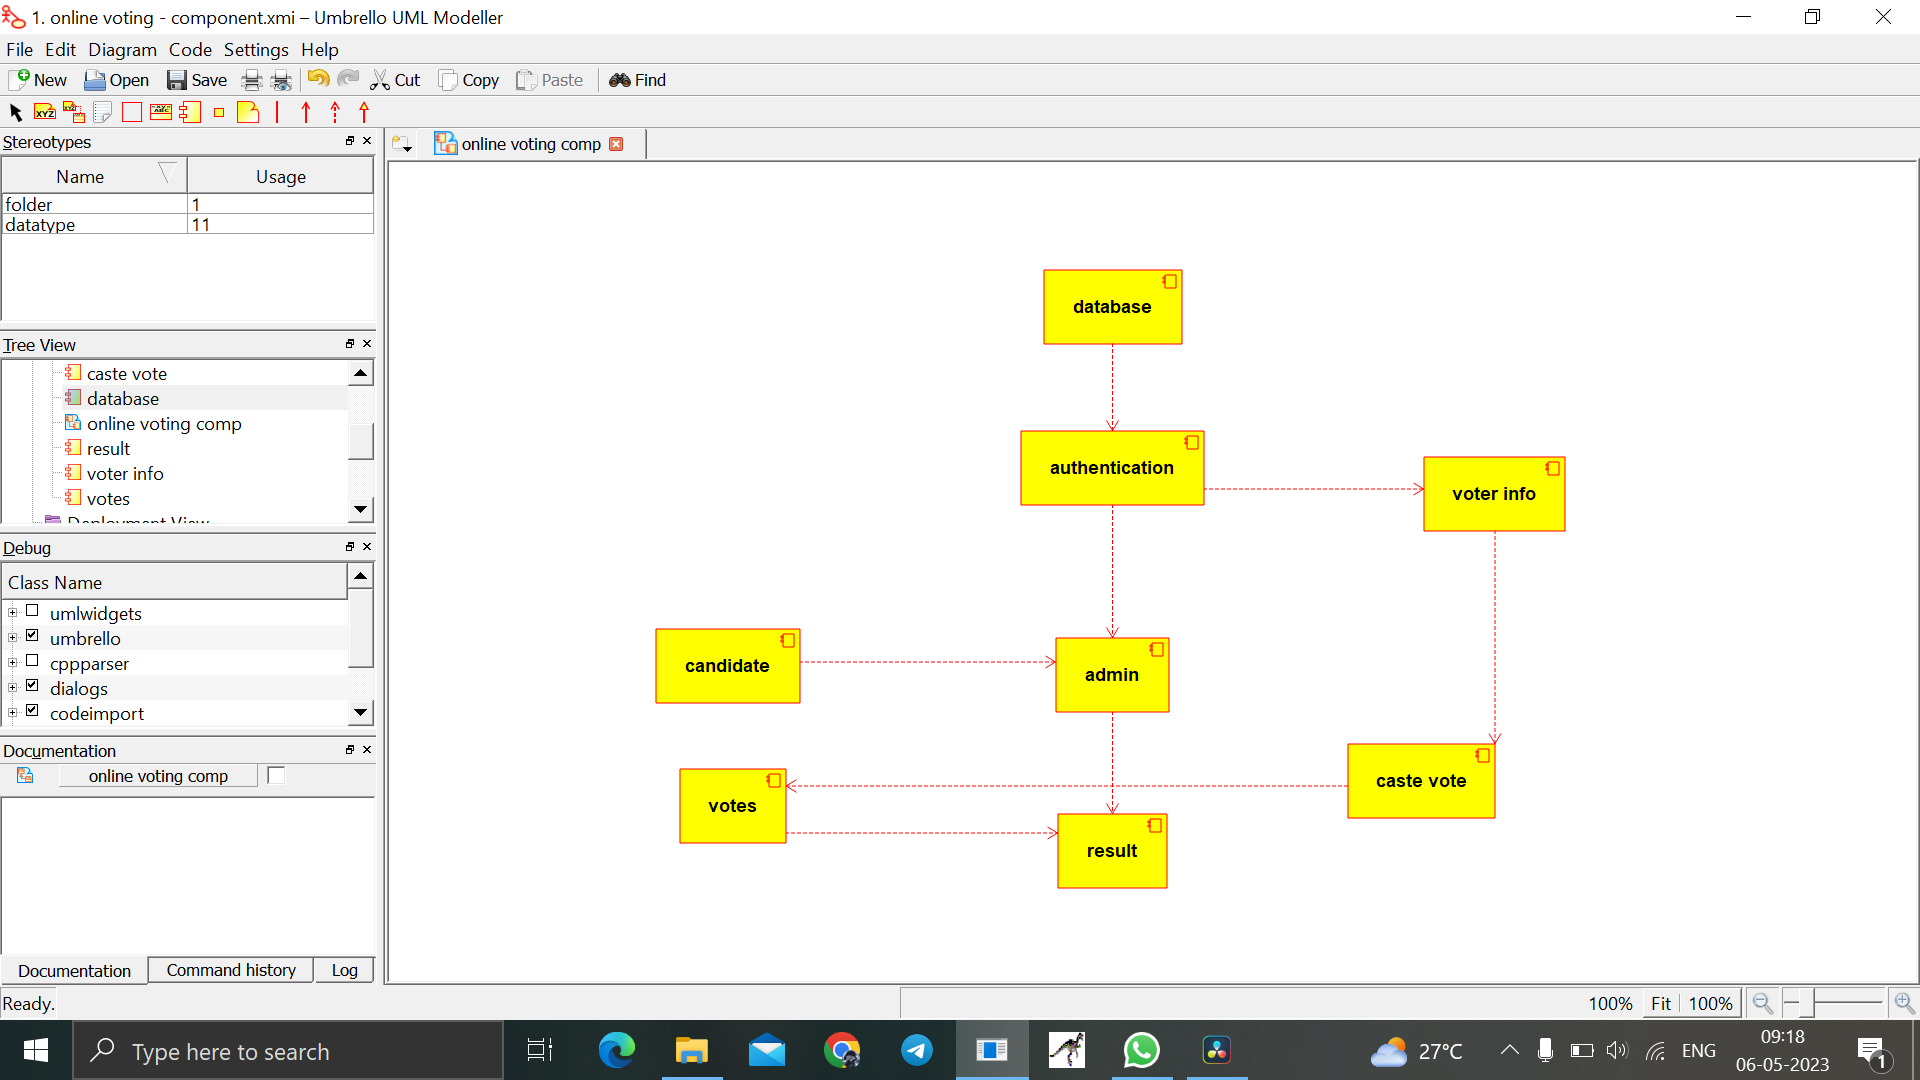 1. online voting - component.xmi – Umbrello UML Modeller
File Edit Diagram Code Settings Help
New Open Save Cut Copy Paste Find
XYZ
Stereotypes
online voting comp
Name Usage
folder 1
datatype 11
Tree View
caste vote
database
online voting comp
result
voter info
votes
Deployment View
Debug
Class Name
umlwidgets
umbrello
cppparser
dialogs
codeimport
Documentation
online voting comp
Documentation Command history Log
database
authentication
voter info
candidate
admin
caste vote
votes
result
Ready.
100% Fit 100%
Type here to search
27°C
ENG
09:18
06-05-2023
1